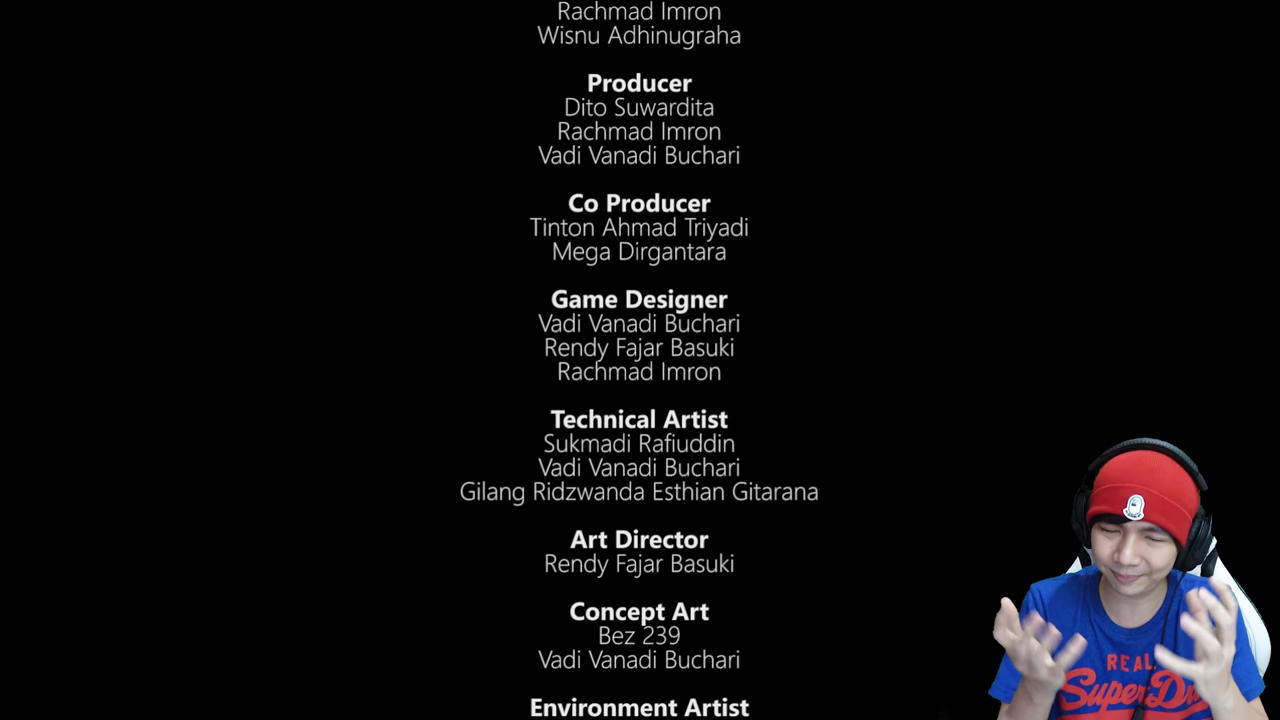 Rachmad Imron
Wisnu Adhinugraha
Producer
Dito Suwardita
Rachmad Imron
Vadi Vanadi Buchari
Co Producer
Tinton Ahmad Triyadi
Mega Dirgantara
Game Designer
Vadi Vanadi Buchari
Rendy Fajar Basuki
Rachmad Imron
Technical Artist
Sukmadi Rafiuddin
Vadi Vanadi Buchari
Gilang Ridzwanda Esthian Gitarana
Art Director
Rendy Fajar Basuki
Concept Art
Bez 239
Vadi Vanadi Buchari
Environment Artist
REAL